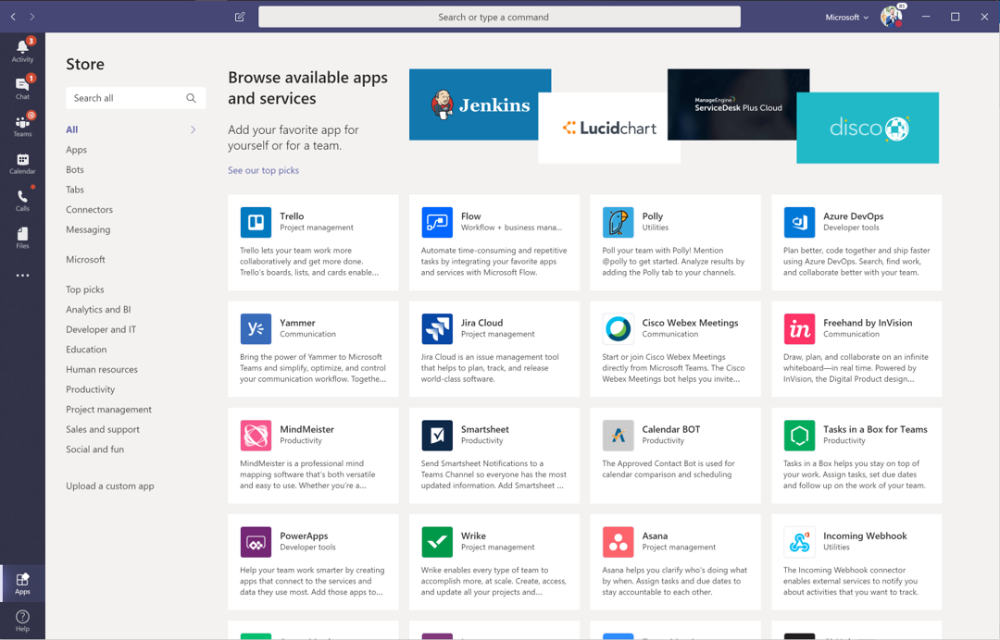 Search or type a command
Microsoft
R1
3
Activity
1
Chat
@
Teams
Calendar
Calls
Files
Apps
Help
Store
Search all
All
Apps
Bots
Tabs
Connectors
Messaging
Microsoft
Top picks
Analytics and BI
Developer and IT
Education
Human resources
Productivity
Project management
Sales and support
Social and fun
Upload a custom app
Browse available apps
and services
Add your favorite app for
yourself or for a team.
See our top picks
Jenkins
Lucidchart
ManageEngine
ServiceDesk Plus Cloud
disco
Trello
Project management
Trello lets your team work more
collaboratively and get more done.
Trello's boards, lists, and cards enable...
Flow
Workflow + business mana...
Automate time-consuming and repetitive
tasks by integrating your favorite apps
and services with Microsoft Flow.
Polly
Utilities
Poll your team with Polly! Mention
@polly to get started. Analyze results by
adding the Polly tab to your channels.
Azure DevOps
Developer tools
Plan better, code together and ship faster
using Azure DevOps. Search, find work,
and collaborate better with your team.
Yammer
Communication
Bring the power of Yammer to Microsoft
Teams and simplify, optimize, and control
your communication workflow. Togethe...
Jira Cloud
Project management
Jira Cloud is an issue management tool
that helps to plan, track, and release
world-class software.
Cisco Webex Meetings
Communication
Start or join Cisco Webex Meetings
directly from Microsoft Teams. The Cisco
Webex Meetings bot helps you invite...
in
Freehand by InVision
Communication
Draw, plan, and collaborate on an infinite
whiteboard—in real time. Powered by
InVision, the Digital Product design...
MindMeister
Productivity
MindMeister is a professional mind
mapping software that's both versatile
and easy to use. Whether you're a...
Smartsheet
Productivity
Send Smartsheet Notifications to a
Teams Channel so everyone has the most
updated information. Add Smartsheet ...
Calendar BOT
Productivity
The Approved Contact Bot is used for
calendar comparison and scheduling
Tasks in a Box for Teams
Productivity
Tasks in a Box helps you stay on top of
your work. Assign tasks, set due dates
and follow up on the work of your team.
PowerApps
Developer tools
Help your team work smarter by creating
apps that connect to the services and
data they use most. Add those apps to...
Wrike
Project management
Wrike enables every type of team to
accomplish more, at scale. Create, access,
and update all your projects and...
Asana
Project management
Asana helps you clarify who's doing what
by when. Assign tasks and due dates to
stay accountable to each other.
Incoming Webhook
Utilities
The Incoming Webhook connector
enables external services to notify you
about activities that you want to track.